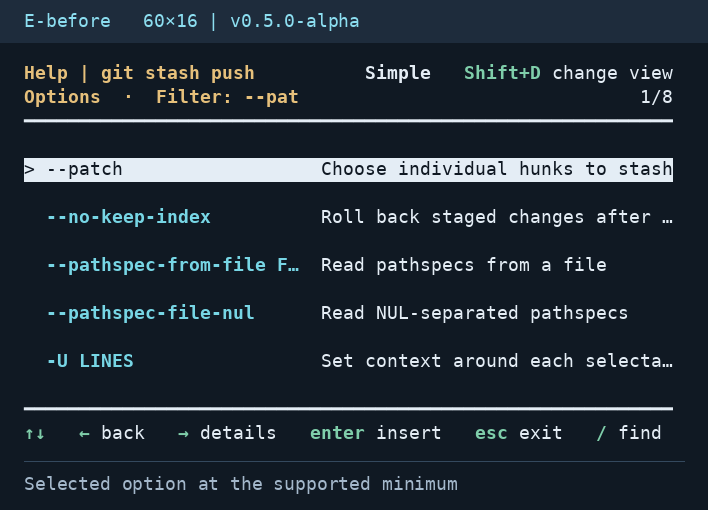 E-before   60×16 | v0.5.0-alpha
Help | git stash push          Simple   Shift+D change view
Options  ·  Filter: --pat                               1/8
> --patch                  Choose individual hunks to stash
  --no-keep-index          Roll back staged changes after …
  --pathspec-from-file F…  Read pathspecs from a file
  --pathspec-file-nul      Read NUL-separated pathspecs
  -U LINES                 Set context around each selecta…
↑↓   ← back   → details   enter insert   esc exit   / find
Selected option at the supported minimum